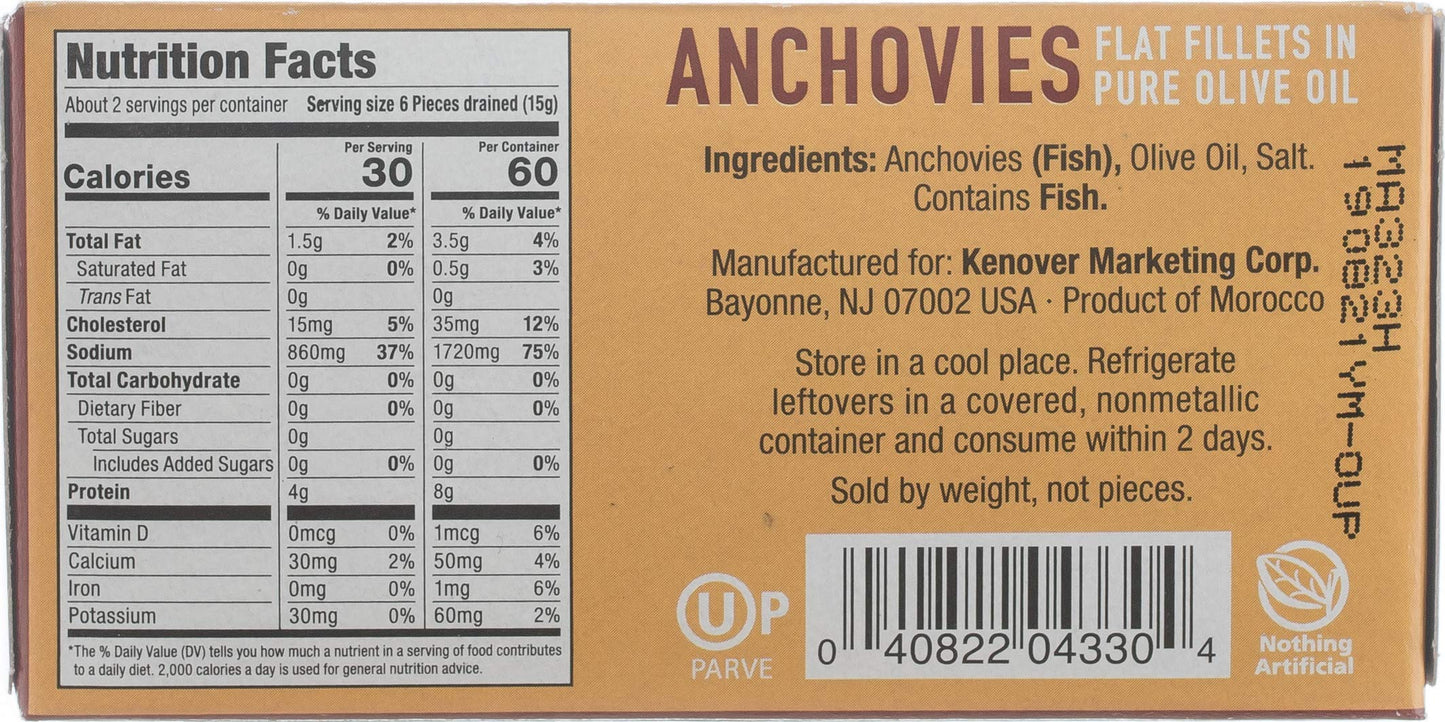 Nutrition Facts
About 2 servings per container Serving size 6 Pieces drained (15g)
Per Serving Per Container
Calories 30 60
% Daily Value* % Daily Value*
Total Fat 1.5g 2% 3.5g 4%
Saturated Fat 0g 0% 0.5g 3%
Trans Fat 0g 0g
Cholesterol 15mg 5% 35mg 12%
Sodium 860mg 37% 1720mg 75%
Total Carbohydrate 0g 0% 0g 0%
Dietary Fiber 0g 0% 0g 0%
Total Sugars 0g 0g
Includes Added Sugars 0g 0% 0g 0%
Protein 4g 8g
Vitamin D 0mcg 0% 1mcg 6%
Calcium 30mg 2% 50mg 4%
Iron 0mg 0% 1mg 6%
Potassium 30mg 0% 60mg 2%
*The % Daily Value (DV) tells you how much a nutrient in a serving of food contributes
to a daily diet. 2,000 calories a day is used for general nutrition advice.
ANCHOVIES
FLAT FILLETS IN
PURE OLIVE OIL
Ingredients: Anchovies (Fish), Olive Oil, Salt.
Contains Fish.
Manufactured for: Kenover Marketing Corp.
Bayonne, NJ 07002 USA · Product of Morocco
Store in a cool place. Refrigerate
leftovers in a covered, nonmetallic
container and consume within 2 days.
Sold by weight, not pieces.
MA323H
190821 YM-OUP
U P
PARVE
0 40822 04330 4
Nothing
Artificial